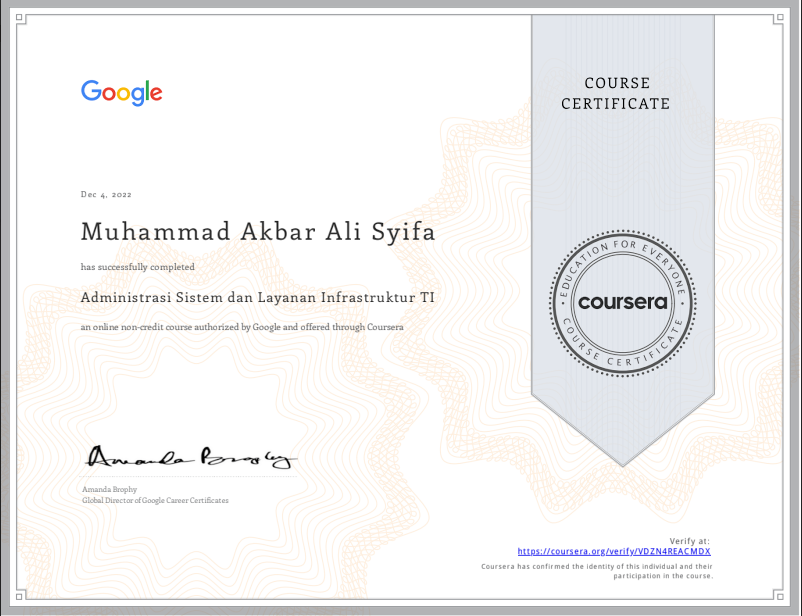 Google
COURSE
CERTIFICATE
Dec 4, 2022
Muhammad Akbar Ali Syifa
has successfully completed
Administrasi Sistem dan Layanan Infrastruktur TI
an online non-credit course authorized by Google and offered through Coursera
EDUCATION FOR EVERYONE
coursera
COURSE CERTIFICATE
Amanda Brophy
Amanda Brophy
Global Director of Google Career Certificates
Verify at:
https://coursera.org/verify/VDZN4REACMDX
Coursera has confirmed the identity of this individual and their
participation in the course.